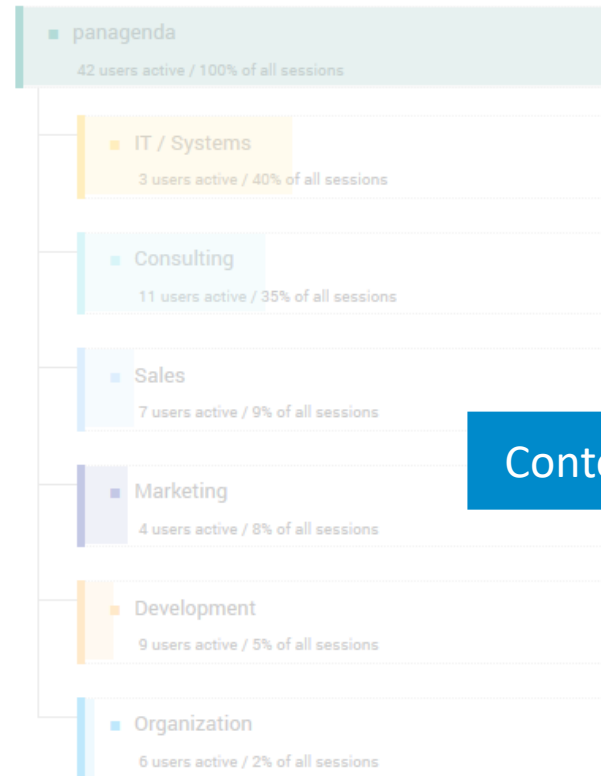 panagenda
42 users active / 100% of all sessions
IT / Systems
3 users active / 40% of all sessions
Consulting
11 users active / 35% of all sessions
Sales
7 users active / 9% of all sessions
Marketing
4 users active / 8% of all sessions
Development
9 users active / 5% of all sessions
Organization
6 users active / 2% of all sessions